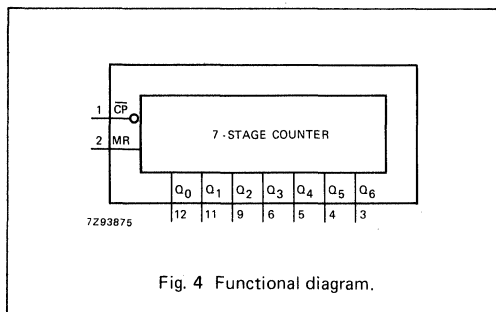 1 C̅P̅
7-STAGE COUNTER
2 MR
Q0 Q1 Q2 Q3 Q4 Q5 Q6
12 11 9 6 5 4 3
7Z93875
Fig. 4 Functional diagram.